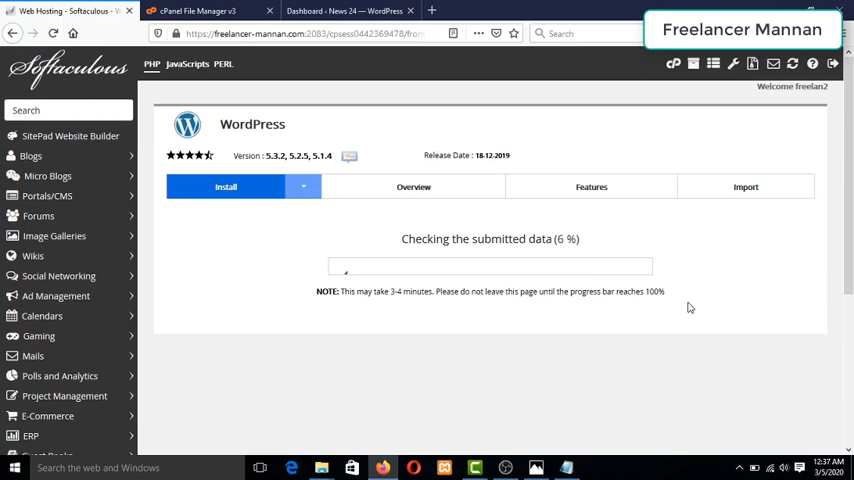 Web Hosting - Softaculous -
cPanel File Manager v3
Dashboard ‹ News 24 — WordPress
https://freelancer-mannan.com:2083/cpsess0442369478/fron
Search
Freelancer Mannan
Softaculous
PHP JavaScripts PERL
Welcome freelan2
Search
SitePad Website Builder
Blogs
Micro Blogs
Portals/CMS
Forums
Image Galleries
Wikis
Social Networking
Ad Management
Calendars
Gaming
Mails
Polls and Analytics
Project Management
E-Commerce
ERP
WordPress
Version : 5.3.2, 5.2.5, 5.1.4
Release Date : 18-12-2019
Install
Overview
Features
Import
Checking the submitted data (6 %)
NOTE: This may take 3-4 minutes. Please do not leave this page until the progress bar reaches 100%
Search the web and Windows
12:37 AM
3/5/2020